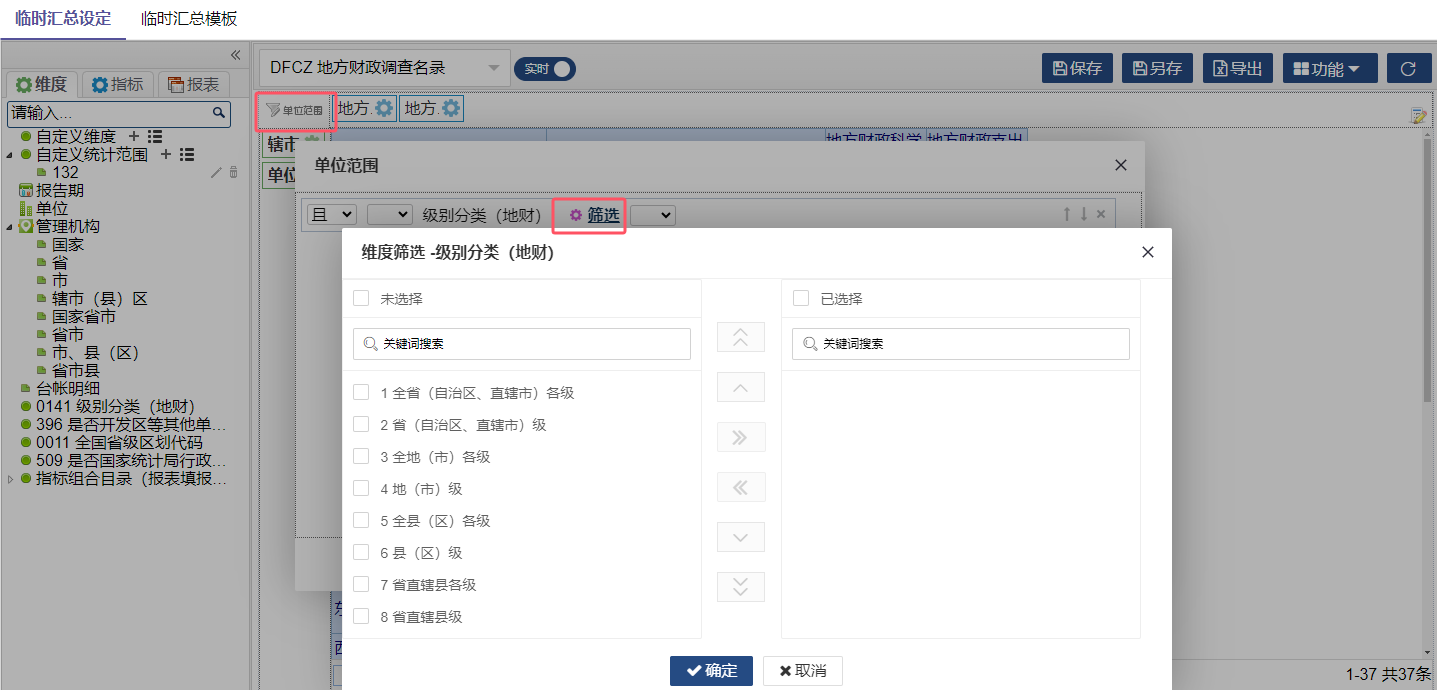 临时汇总设定 临时汇总模板
维度 指标 报表
DFCZ 地方财政调查名录 实时 保存 另存 导出 功能
请输入...
单位范围 地方. 地方.
自定义维度
自定义统计范围
132
报告期
单位
管理机构
国家
省
市
辖市（县）区
国家省市
省市
市、县（区）
省市县
台帐明细
0141 级别分类（地财）
396 是否开发区等其他单...
0011 全国省级区划代码
509 是否国家统计局行政...
指标组合目录（报表填报...
地方财政科学 地方财政支出
辖市
单位
单位范围
且 级别分类（地财） 筛选
维度筛选 -级别分类（地财）
未选择
关键词搜索
1 全省（自治区、直辖市）各级
2 省（自治区、直辖市）级
3 全地（市）各级
4 地（市）级
5 全县（区）各级
6 县（区）级
7 省直辖县各级
8 省直辖县级
已选择
关键词搜索
确定 取消
1-37 共37条